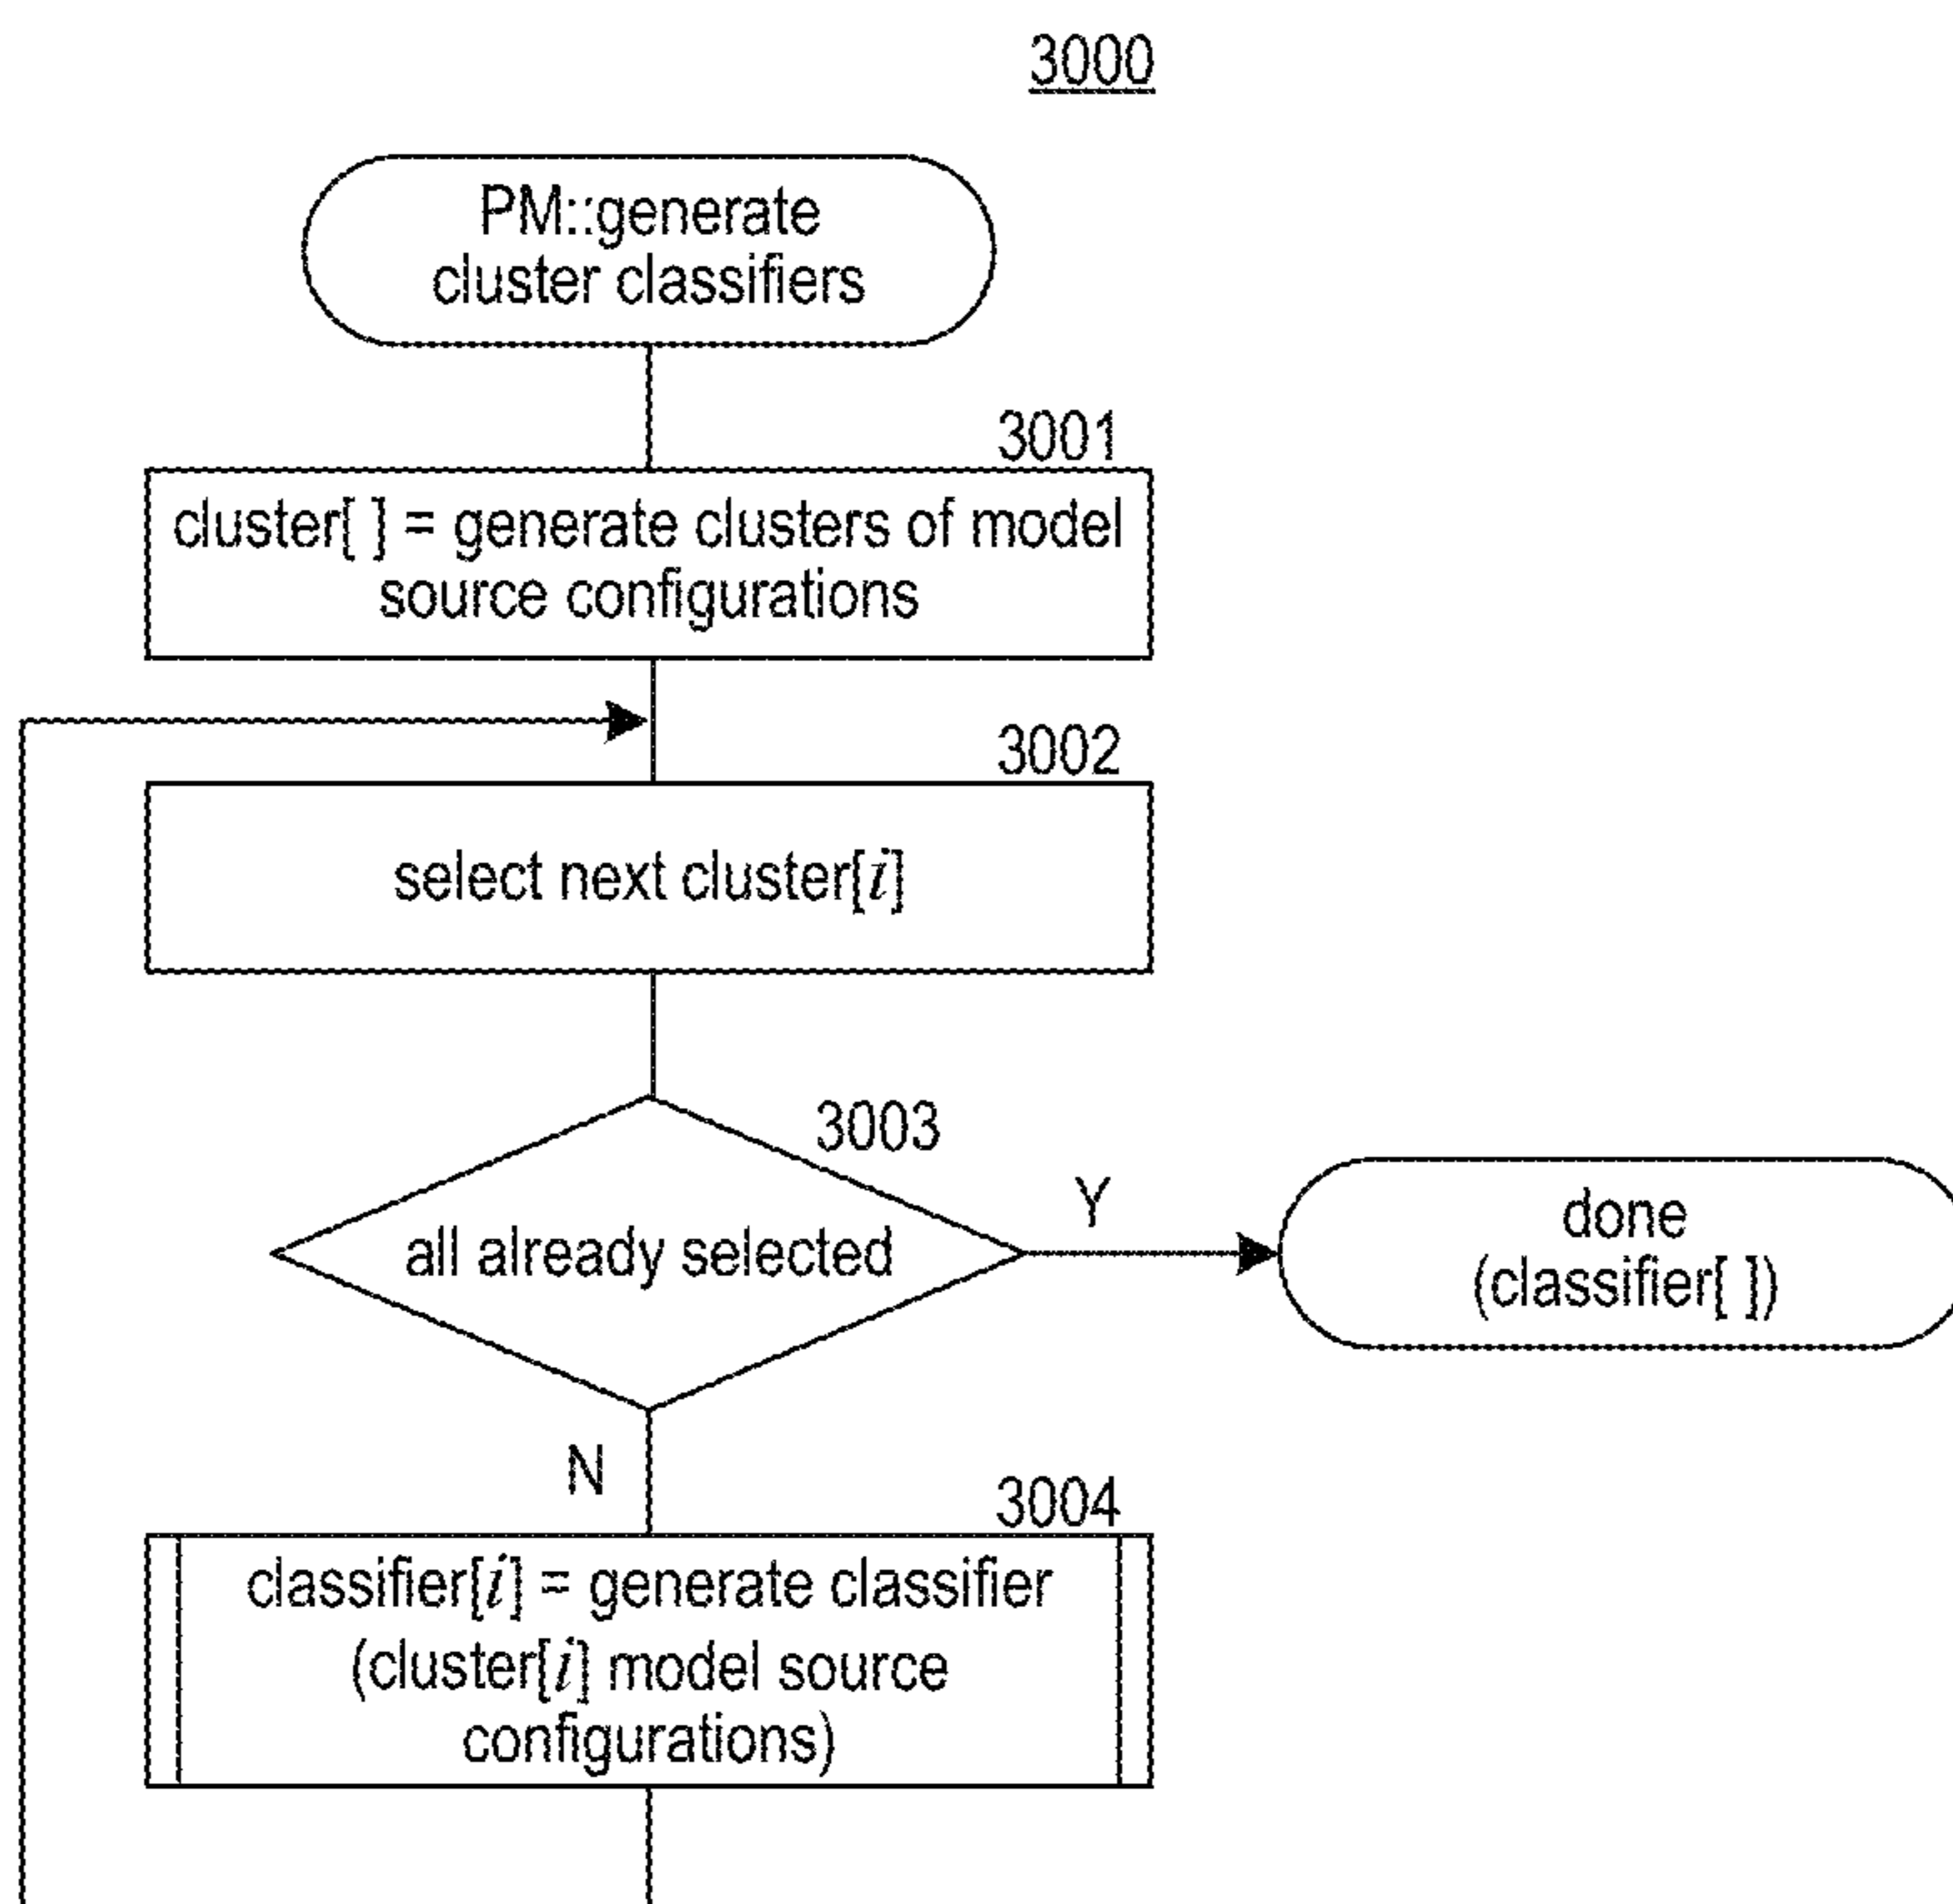 3000
PM::generate
cluster classifiers
3001
cluster[ ] = generate clusters of model
source configurations
3002
select next cluster[i]
3003
all already selected
Y
done
(classifier[ ])
N
3004
classifier[i] = generate classifier
(cluster[i] model source
configurations)